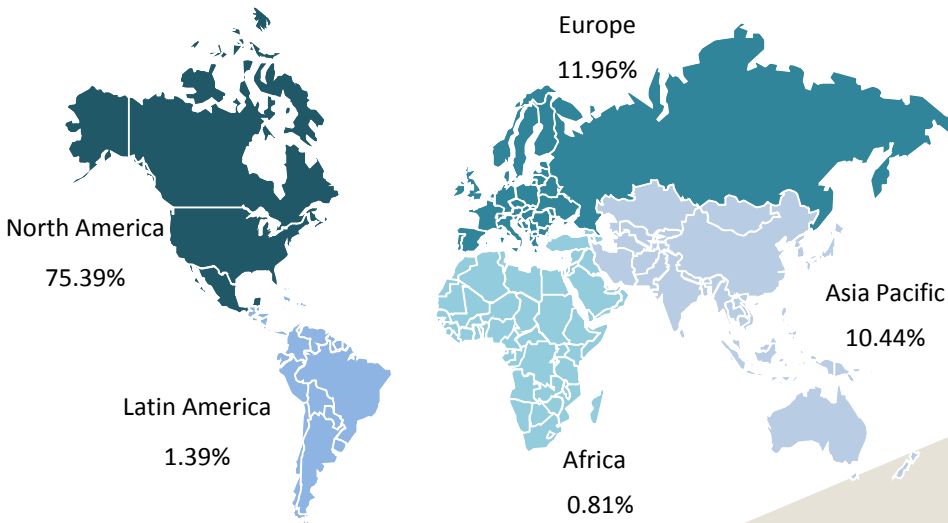 Europe
11.96%
North America
75.39%
Asia Pacific
10.44%
Latin America
1.39%
Africa
0.81%